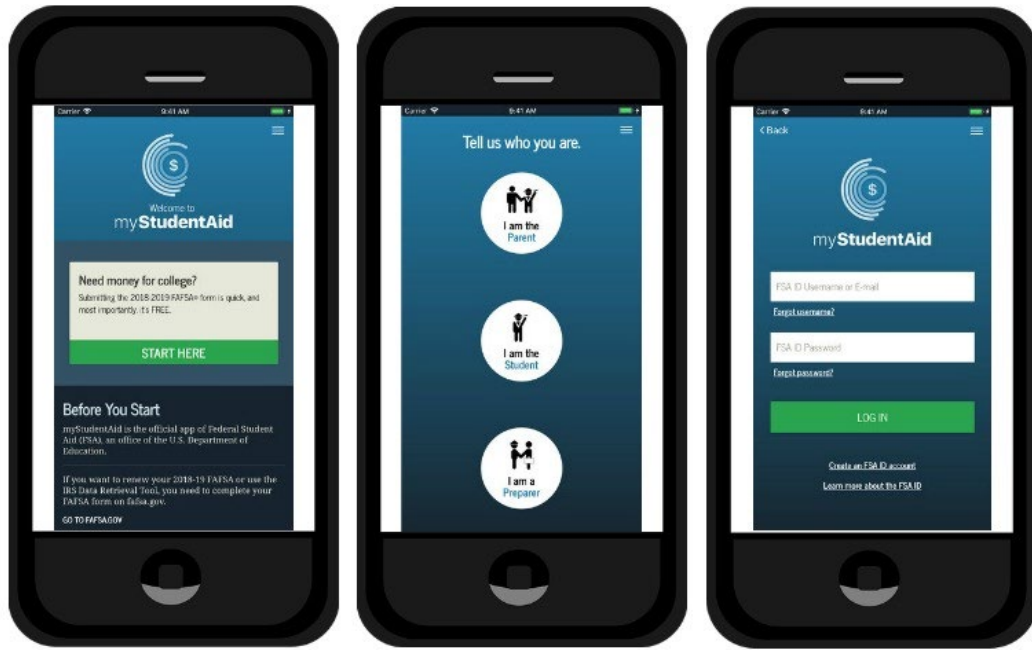 Carrier 9:41 AM
$
Welcome to
myStudentAid
Need money for college?
Submitting the 2018-2019 FAFSA® form is quick, and
most importantly, it's FREE.
START HERE
Before You Start
myStudentAid is the official app of Federal Student
Aid (FSA), an office of the U.S. Department of
Education.
If you want to renew your 2018-19 FAFSA or use the
IRS Data Retrieval Tool, you need to complete your
FAFSA form on fafsa.gov.
GO TO FAFSA.GOV
Carrier 9:41 AM
Tell us who you are.
I am the
Parent
I am the
Student
I am a
Preparer
Carrier 9:41 AM
< Back
$
myStudentAid
FSA ID Username or E-mail
Forgot username?
FSA ID Password
Forgot password?
LOG IN
Create an FSA ID account
Learn more about the FSA ID